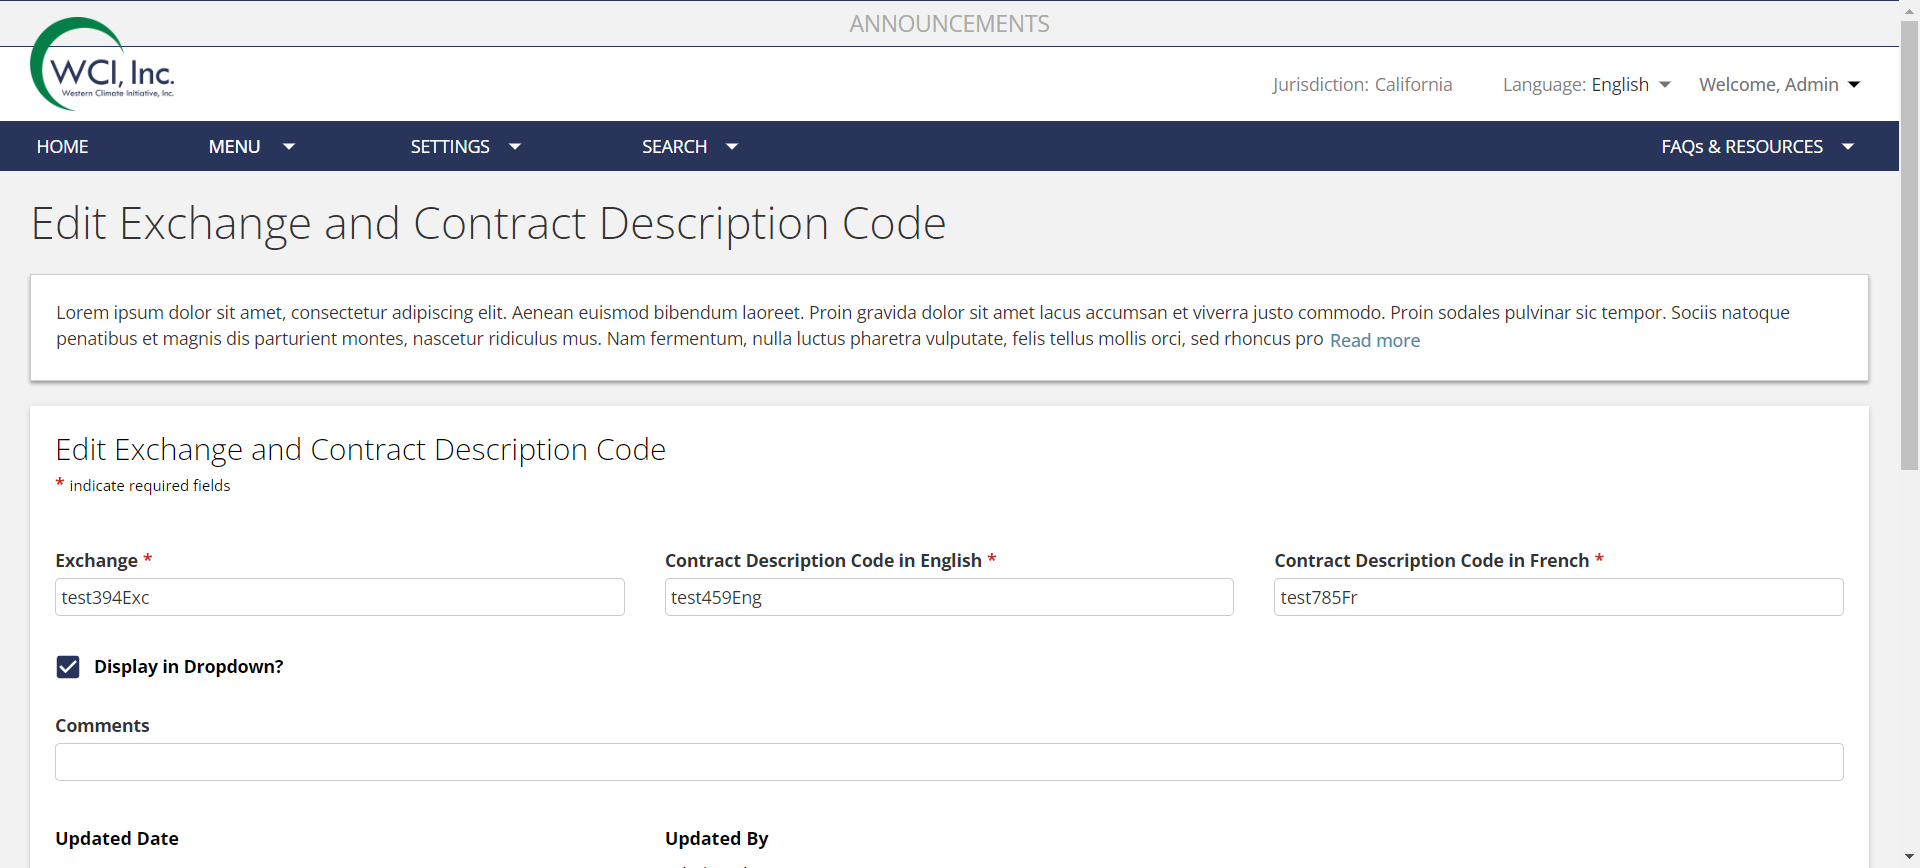 ANNOUNCEMENTS
WCI, Inc.
Western Climate Initiative, Inc.
Jurisdiction: California
Language: English
Welcome, Admin
HOME
MENU
SETTINGS
SEARCH
FAQs & RESOURCES
Edit Exchange and Contract Description Code
Lorem ipsum dolor sit amet, consectetur adipiscing elit. Aenean euismod bibendum laoreet. Proin gravida dolor sit amet lacus accumsan et viverra justo commodo. Proin sodales pulvinar sic tempor. Sociis natoque
penatibus et magnis dis parturient montes, nascetur ridiculus mus. Nam fermentum, nulla luctus pharetra vulputate, felis tellus mollis orci, sed rhoncus pro Read more
Edit Exchange and Contract Description Code
* indicate required fields
Exchange *
Contract Description Code in English *
Contract Description Code in French *
test394Exc
test459Eng
test785Fr
Display in Dropdown?
Comments
Updated Date
Updated By